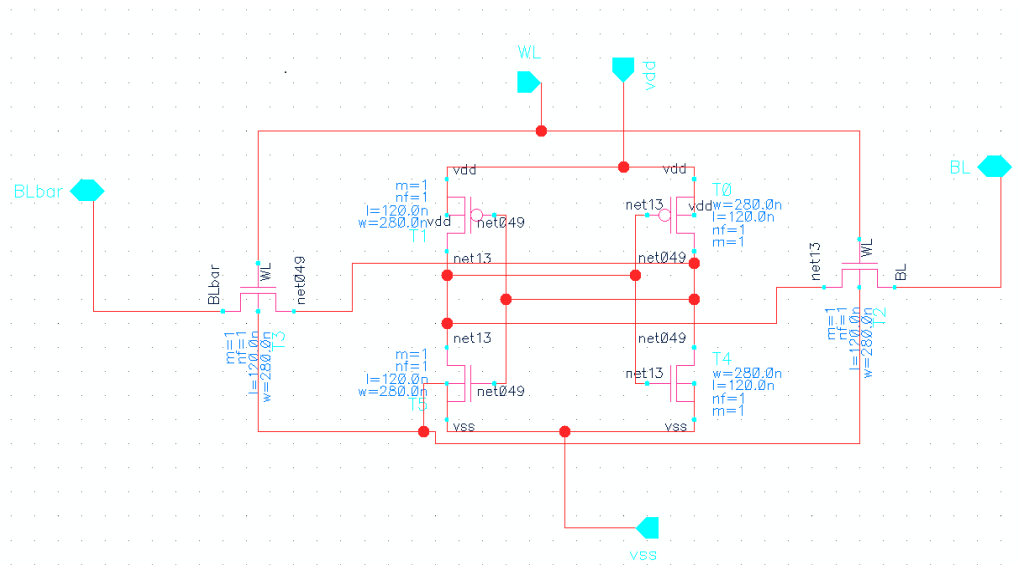 WL
vdd
BLbar
BL
vdd
vdd
m=1
nf=1
l=120.0n
w=280.0n
vdd
T1
net049
net13
T0
vdd
w=280.0n
l=120.0n
nf=1
m=1
net13
net049
BLbar
WL
net049
m=1
nf=1
l=120.0n
w=280.0n
T3
net13
WL
BL
m=1
nf=1
l=120.0n
w=280.0n
T2
net13
net049
m=1
nf=1
l=120.0n
w=280.0n
T5
net049
net13
T4
w=280.0n
l=120.0n
nf=1
m=1
vss
vss
vss